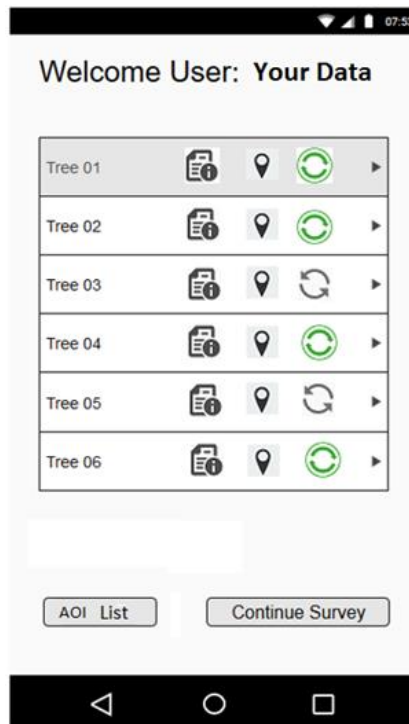 07:53
Welcome User: Your Data
Tree 01
Tree 02
Tree 03
Tree 04
Tree 05
Tree 06
AOI List
Continue Survey